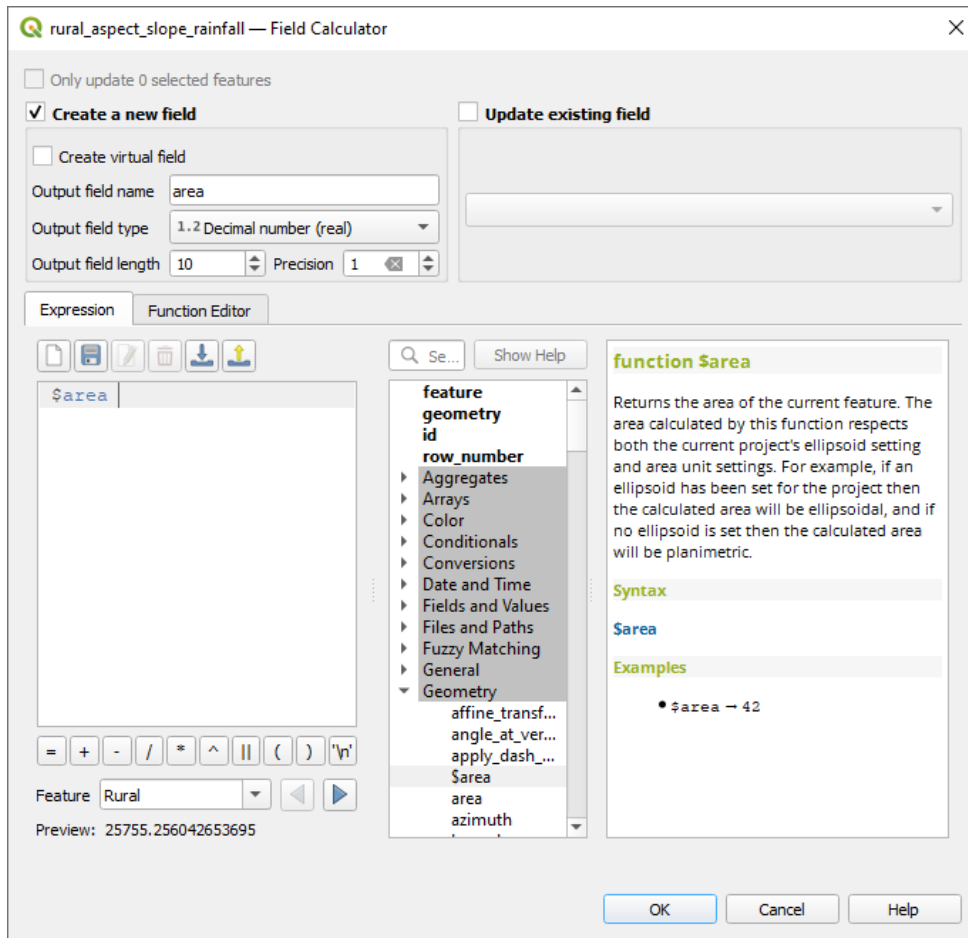 rural_aspect_slope_rainfall — Field Calculator
Only update 0 selected features
Create a new field
Update existing field
Create virtual field
Output field name area
Output field type 1.2 Decimal number (real)
Output field length 10 Precision 1
Expression
Function Editor
Se...
Show Help
$area
feature
geometry
id
row_number
Aggregates
Arrays
Color
Conditionals
Conversions
Date and Time
Fields and Values
Files and Paths
Fuzzy Matching
General
Geometry
affine_transf...
angle_at_ver...
apply_dash_...
$area
area
azimuth
function $area
Returns the area of the current feature. The
area calculated by this function respects
both the current project's ellipsoid setting
and area unit settings. For example, if an
ellipsoid has been set for the project then
the calculated area will be ellipsoidal, and if
no ellipsoid is set then the calculated area
will be planimetric.
Syntax
$area
Examples
• $area → 42
= + - / * ^ || ( ) '\n'
Feature Rural
Preview: 25755.256042653695
OK
Cancel
Help